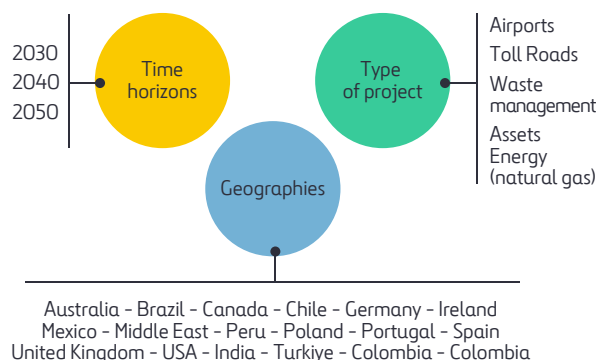 2030
2040
2050
Time
horizons
Type
of project
Airports
Toll Roads
Waste
management
Assets
Energy
(natural gas)
Geographies
Australia - Brazil - Canada - Chile - Germany - Ireland
Mexico - Middle East - Peru - Poland - Portugal - Spain
United Kingdom - USA - India - Turkiye - Colombia - Colombia